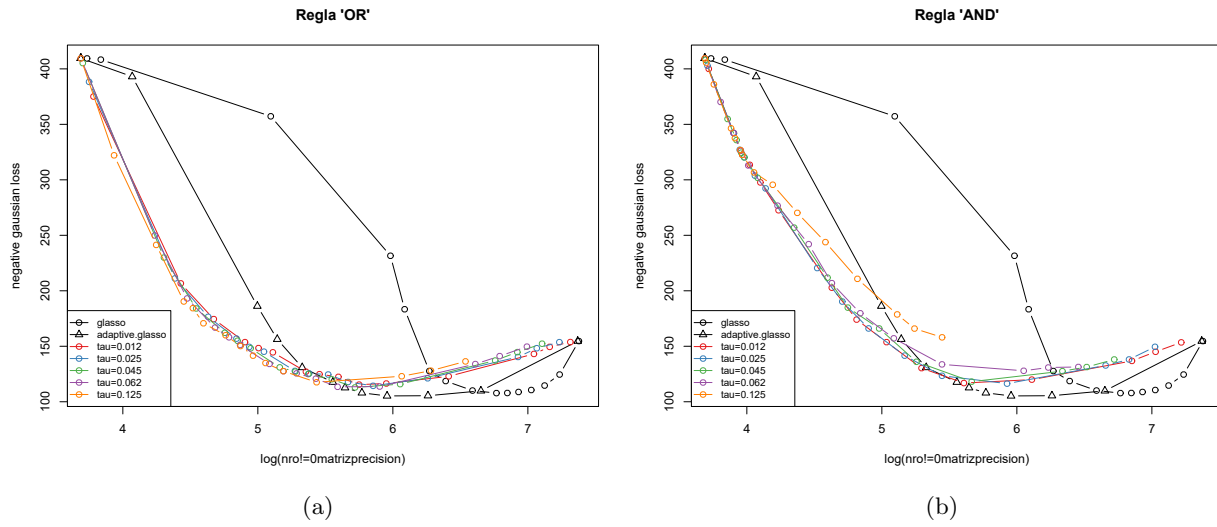 Regla 'OR'
negative gaussian loss
400
350
300
250
200
150
100
glasso
adaptive.glasso
tau=0.012
tau=0.025
tau=0.045
tau=0.062
tau=0.125
4 5 6 7
log(nro!=0matrizprecision)
(a)
Regla 'AND'
negative gaussian loss
400
350
300
250
200
150
100
glasso
adaptive.glasso
tau=0.012
tau=0.025
tau=0.045
tau=0.062
tau=0.125
4 5 6 7
log(nro!=0matrizprecision)
(b)